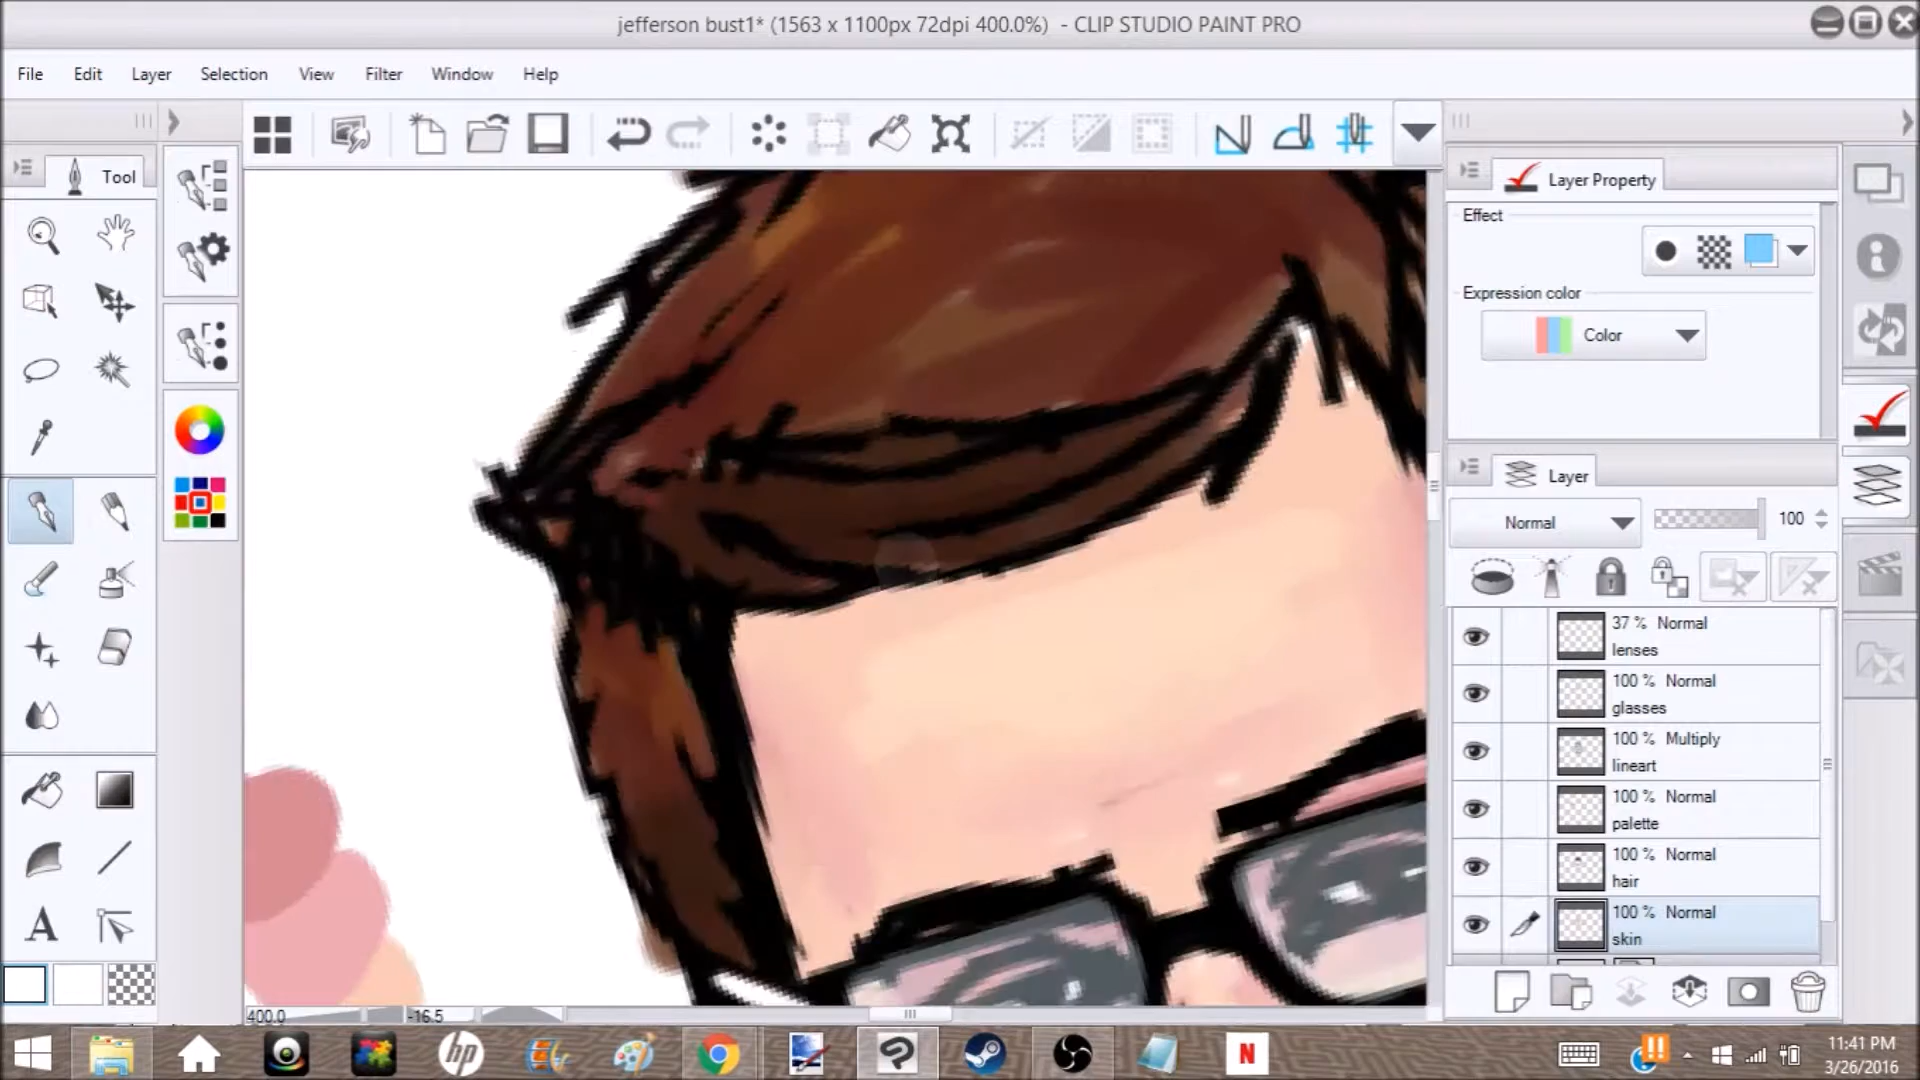 jefferson bust1* (1563 x 1100px 72dpi 400.0%) - CLIP STUDIO PAINT PRO
File Edit Layer Selection View Filter Window Help
Tool
Layer Property
Effect
Expression color
Color
Layer
Normal 100
37 % Normal
lenses
100 % Normal
glasses
100 % Multiply
lineart
100 % Normal
palette
100 % Normal
hair
100 % Normal
skin
A
400.0 -16.5
hp
N
11:41 PM
3/26/2016